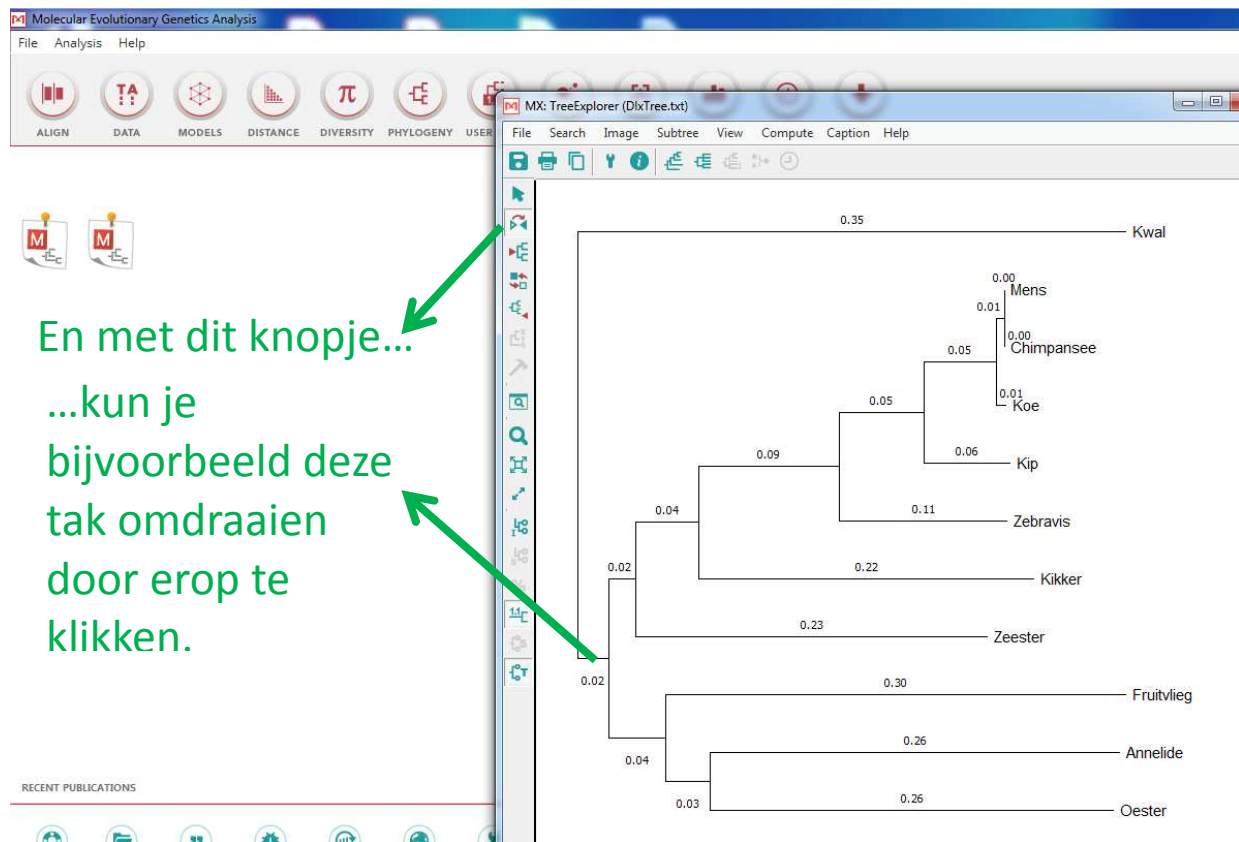 Molecular Evolutionary Genetics Analysis
File Analysis Help
ALIGN DATA MODELS DISTANCE DIVERSITY PHYLOGENY USER
MX: TreeExplorer (DlxTree.txt)
File Search Image Subtree View Compute Caption Help
0.35
Kwal
0.00
Mens
0.01
0.00
Chimpansee
0.05
0.01
Koe
0.05
0.06
Kip
0.09
0.11
Zebravis
0.04
0.22
Kikker
0.02
0.23
Zeester
0.02
0.30
Fruitvlieg
0.04
0.26
Annelide
0.03
0.26
Oester
En met dit knopje...
...kun je
bijvoorbeeld deze
tak omdraaien
door erop te
klikken.
RECENT PUBLICATIONS